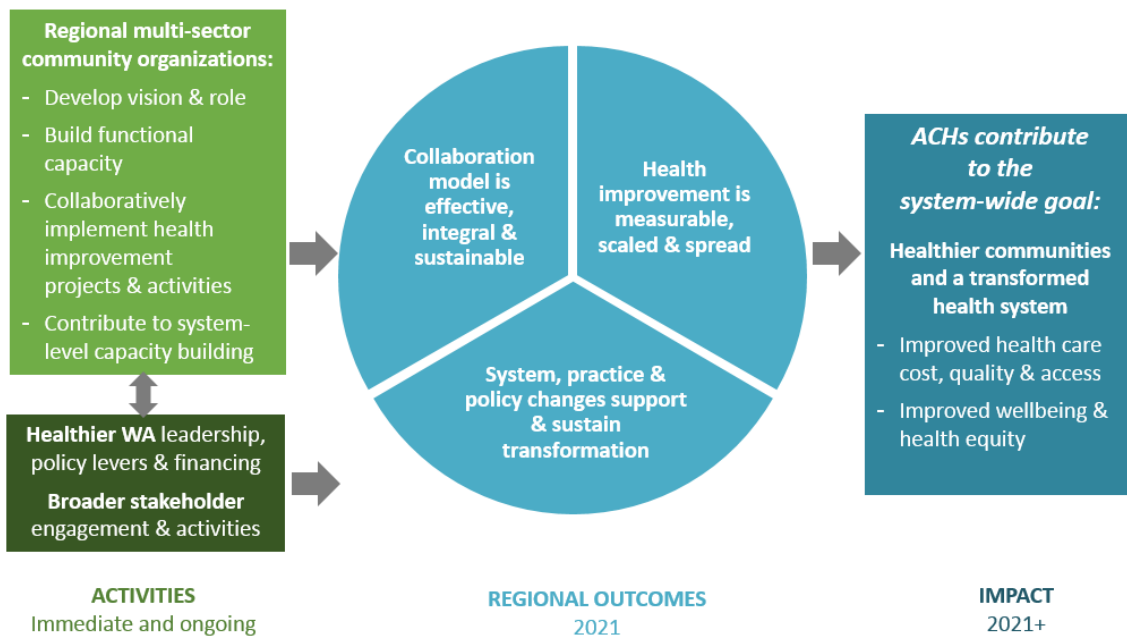 Regional multi-sector
community organizations:
- Develop vision & role
- Build functional
capacity
- Collaboratively
implement health
improvement
projects & activities
- Contribute to system-
level capacity building
Healthier WA leadership,
policy levers & financing
Broader stakeholder
engagement & activities
ACTIVITIES
Immediate and ongoing
Collaboration
model is
effective,
integral &
sustainable
Health
improvement is
measurable,
scaled & spread
System, practice &
policy changes support
& sustain
transformation
REGIONAL OUTCOMES
2021
ACHs contribute
to the
system-wide goal:
Healthier communities
and a transformed
health system
- Improved health care
cost, quality & access
- Improved wellbeing &
health equity
IMPACT
2021+